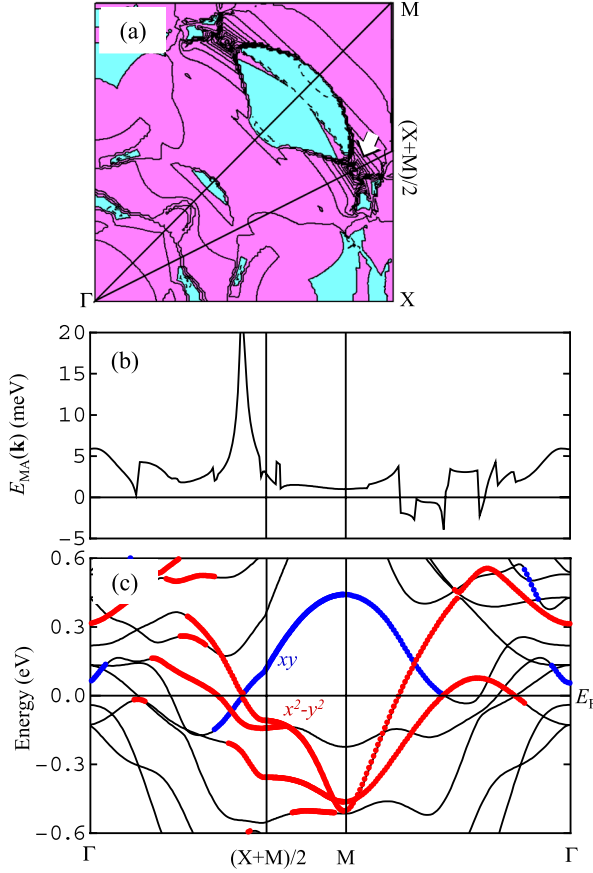 (a)
M
(X+M)/2
Γ
X
E_MA(k) (meV)
20
15
10
5
0
−5
(b)
Energy (eV)
0.6
0.3
0.0
−0.3
−0.6
(c)
xy
x²-y²
E_F
Γ
(X+M)/2
M
Γ